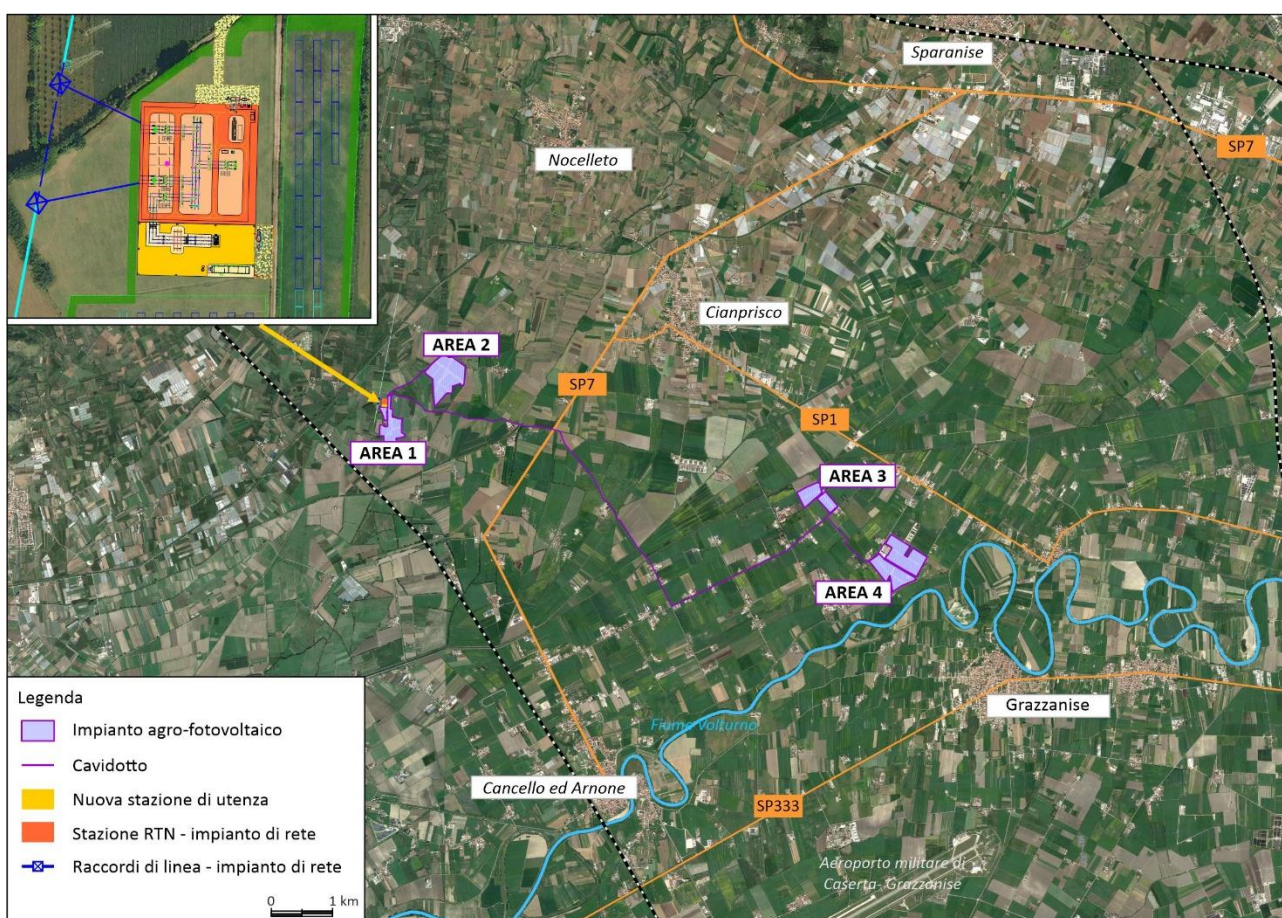 Sparanise
Nocelleto
SP7
Cianprisco
AREA 2
SP7
SP1
AREA 1
AREA 3
AREA 4
Grazzanise
Fiume Volturno
Cancello ed Arnone
SP333
Aeroporto militare di
Caserta- Grazzanise
Legenda
Impianto agro-fotovoltaico
Cavidotto
Nuova stazione di utenza
Stazione RTN - impianto di rete
Raccordi di linea - impianto di rete
0 1 km